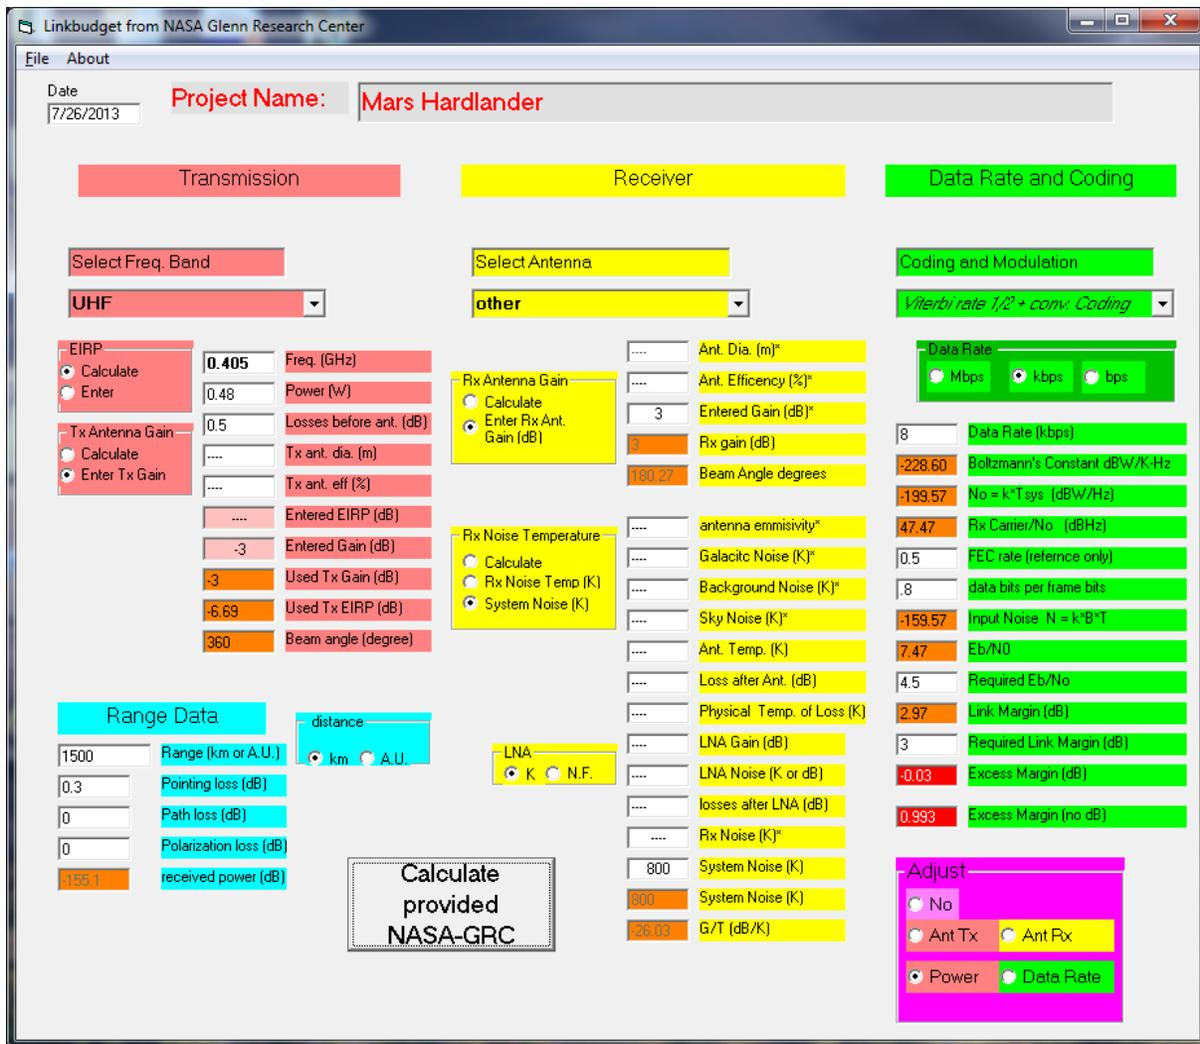 Linkbudget from NASA Glenn Research Center
File About
Date
7/26/2013
Project Name:
Mars Hardlander
Transmission
Receiver
Data Rate and Coding
Select Freq. Band
UHF
EIRP
Calculate
Enter
Tx Antenna Gain
Calculate
Enter Tx Gain
0.405 Freq. (GHz)
0.48 Power (W)
0.5 Losses before ant. (dB)
---- Tx ant. dia. (m)
---- Tx ant. eff (%)
---- Entered EIRP (dB)
-3 Entered Gain (dB)
-3 Used Tx Gain (dB)
-6.69 Used Tx EIRP (dB)
360 Beam angle (degree)
Range Data
distance
km A.U.
1500 Range (km or A.U.)
0.3 Pointing loss (dB)
0 Path loss (dB)
0 Polarization loss (dB)
-155.1 received power (dB)
Calculate
provided
NASA-GRC
Select Antenna
other
Rx Antenna Gain
Calculate
Enter Rx Ant.
Gain (dB)
Rx Noise Temperature
Calculate
Rx Noise Temp (K)
System Noise (K)
LNA
K N.F.
---- Ant. Dia. (m)*
---- Ant. Efficency (%)*
3 Entered Gain (dB)*
3 Rx gain (dB)
180.27 Beam Angle degrees
---- antenna emmisivity*
---- Galacitc Noise (K)*
---- Background Noise (K)*
---- Sky Noise (K)*
---- Ant. Temp. (K)
---- Loss after Ant. (dB)
---- Physical Temp. of Loss (K)
---- LNA Gain (dB)
---- LNA Noise (K or dB)
---- losses after LNA (dB)
---- Rx Noise (K)*
800 System Noise (K)
800 System Noise (K)
-26.03 G/T (dB/K)
Coding and Modulation
Viterbi rate 1/2 + conv. Coding
Data Rate
Mbps kbps bps
8 Data Rate (kbps)
-228.60 Boltzmann's Constant dBW/K-Hz
-199.57 No = k*Tsys (dBW/Hz)
47.47 Rx Carrier/No (dBHz)
0.5 FEC rate (refernce only)
.8 data bits per frame bits
-159.57 Input Noise N = k*B*T
7.47 Eb/N0
4.5 Required Eb/No
2.97 Link Margin (dB)
3 Required Link Margin (dB)
-0.03 Excess Margin (dB)
0.993 Excess Margin (no dB)
Adjust
No
Ant Tx Ant Rx
Power Data Rate